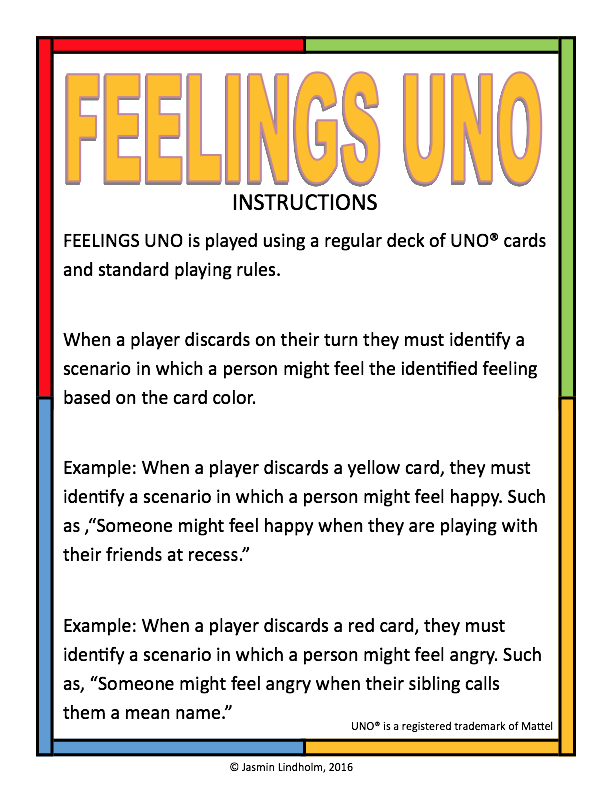 FEELINGS UNO
INSTRUCTIONS
FEELINGS UNO is played using a regular deck of UNO® cards
and standard playing rules.
When a player discards on their turn they must identify a
scenario in which a person might feel the identified feeling
based on the card color.
Example: When a player discards a yellow card, they must
identify a scenario in which a person might feel happy. Such
as ,“Someone might feel happy when they are playing with
their friends at recess.”
Example: When a player discards a red card, they must
identify a scenario in which a person might feel angry. Such
as, “Someone might feel angry when their sibling calls
them a mean name.”
UNO® is a registered trademark of Mattel
© Jasmin Lindholm, 2016